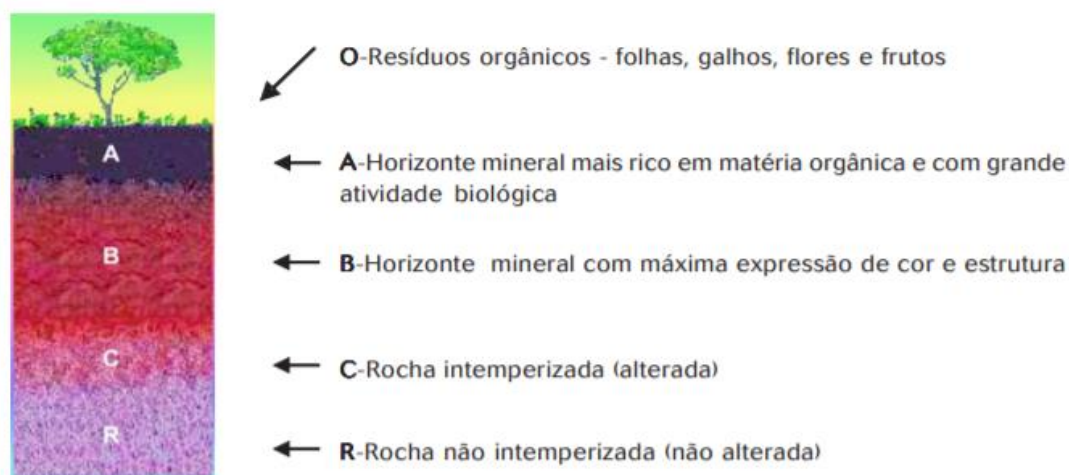 O-Resíduos orgânicos - folhas, galhos, flores e frutos
A
A-Horizonte mineral mais rico em matéria orgânica e com grande
atividade biológica
B
B-Horizonte mineral com máxima expressão de cor e estrutura
C
C-Rocha intemperizada (alterada)
R
R-Rocha não intemperizada (não alterada)